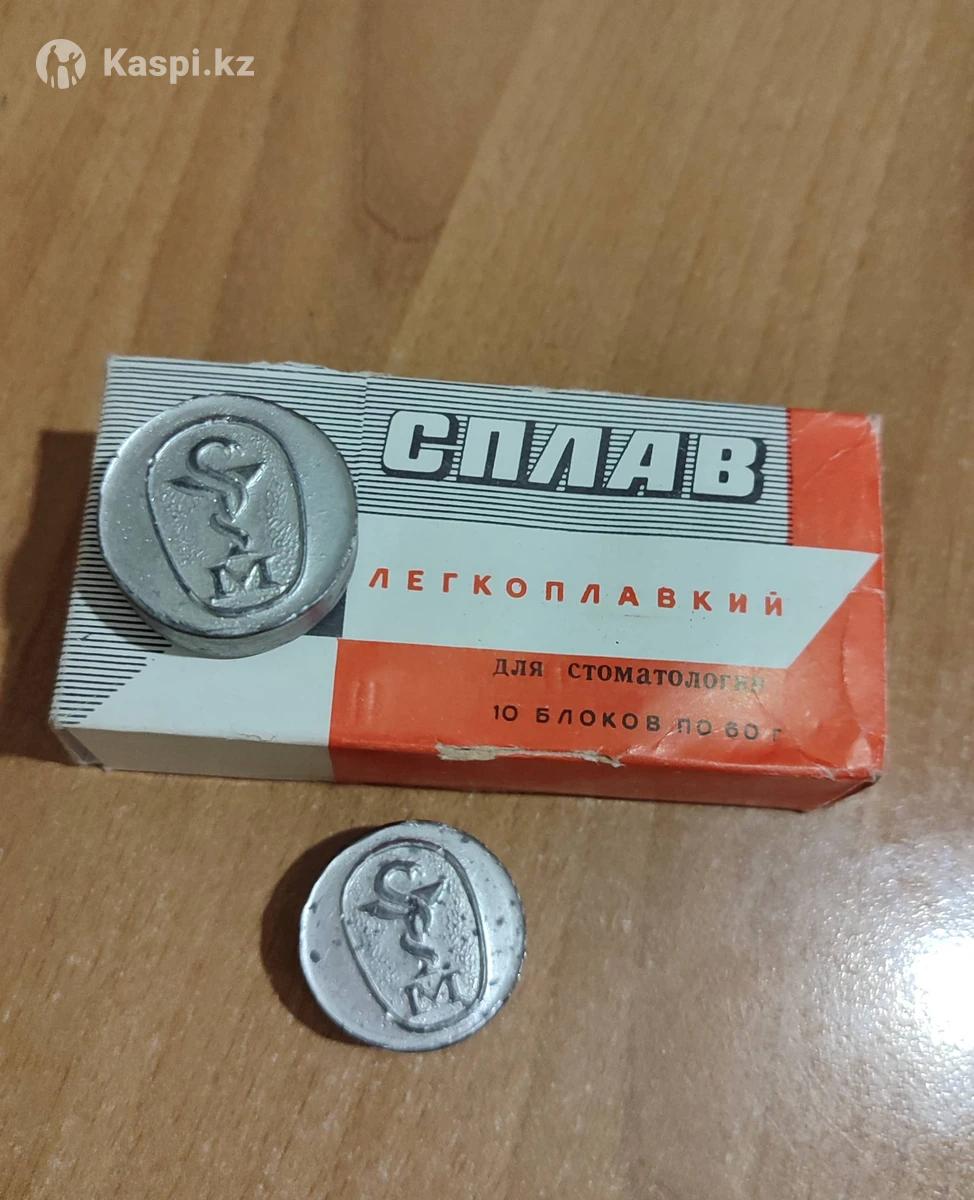 Kaspi.kz
СПЛАВ
ЛЕГКОПЛАВКИЙ
для стоматологии
10 БЛОКОВ ПО 60 г
М
М